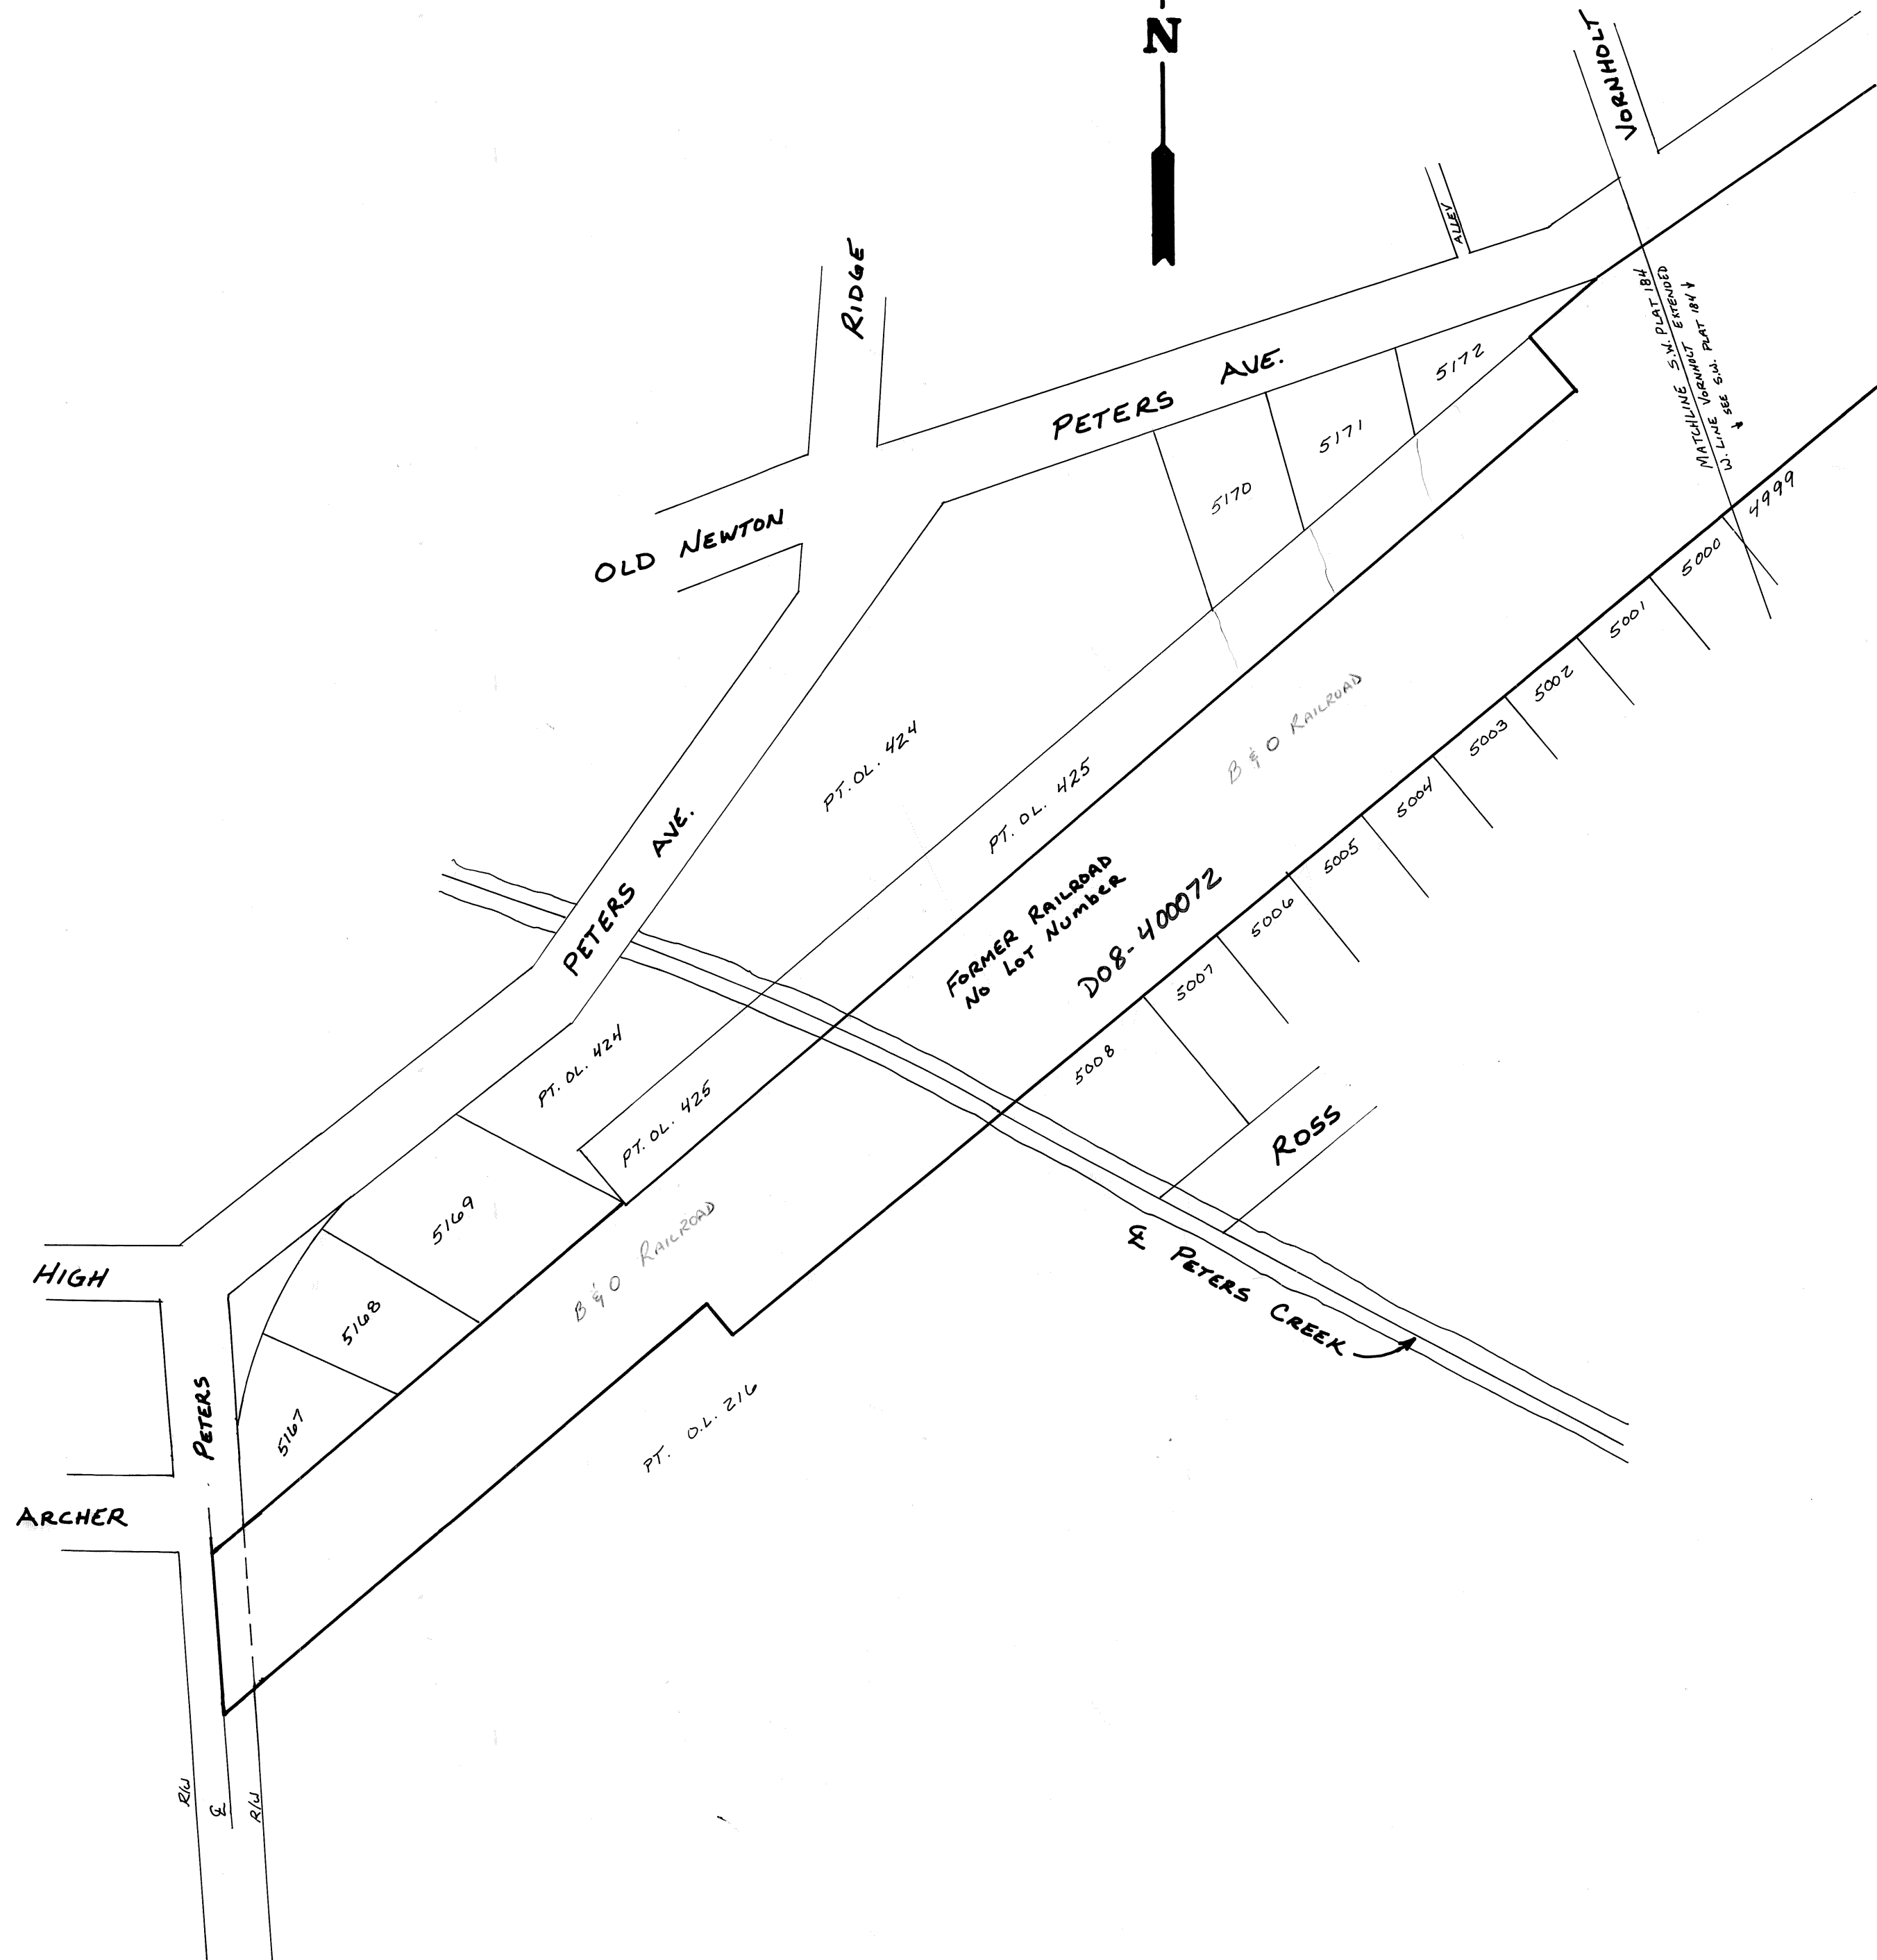 N
VORNHOLT
ALLEY
RIDGE
MATCHLINE S.W. PLAT 184
W. LINE VORNHOLT EXTENDED
SEE S.W. PLAT 184
PETERS AVE.
5172
5171
5170
4999
5000
5001
5002
5003
5004
5005
5006
5007
5008
OLD NEWTON
PT. OL. 424
PT. OL. 425
B & O RAILROAD
PETERS AVE.
FORMER RAILROAD
NO LOT NUMBER
D08-400072
PT. OL. 424
PT. OL. 425
ROSS
5169
B & O RAILROAD
℄ PETERS CREEK
HIGH
5168
PETERS
5167
PT. O.L. 216
ARCHER
R/W
℄
R/W